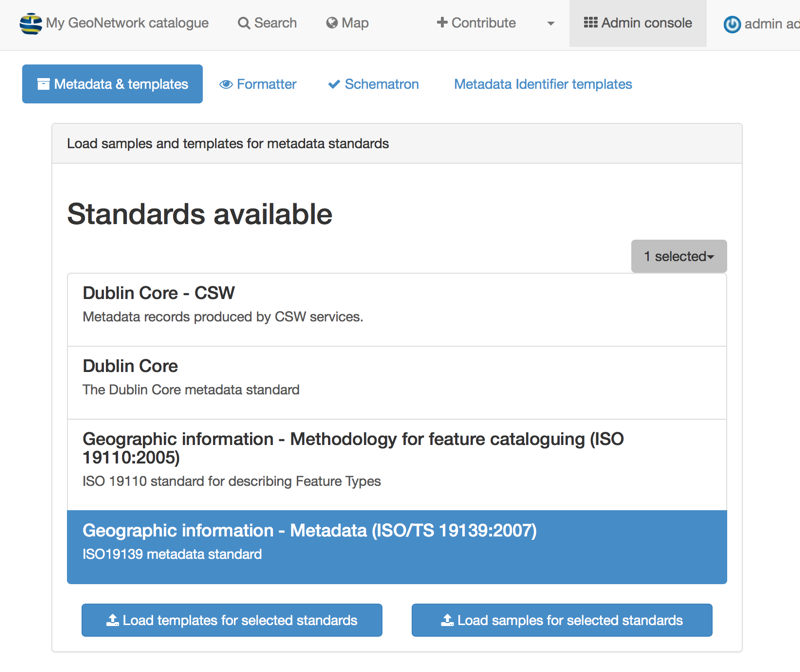 My GeoNetwork catalogue Search Map Contribute Admin console admin ad
Metadata & templates Formatter Schematron Metadata Identifier templates
Load samples and templates for metadata standards
Standards available
1 selected
Dublin Core - CSW
Metadata records produced by CSW services.
Dublin Core
The Dublin Core metadata standard
Geographic information - Methodology for feature cataloguing (ISO
19110:2005)
ISO 19110 standard for describing Feature Types
Geographic information - Metadata (ISO/TS 19139:2007)
ISO19139 metadata standard
Load templates for selected standards Load samples for selected standards